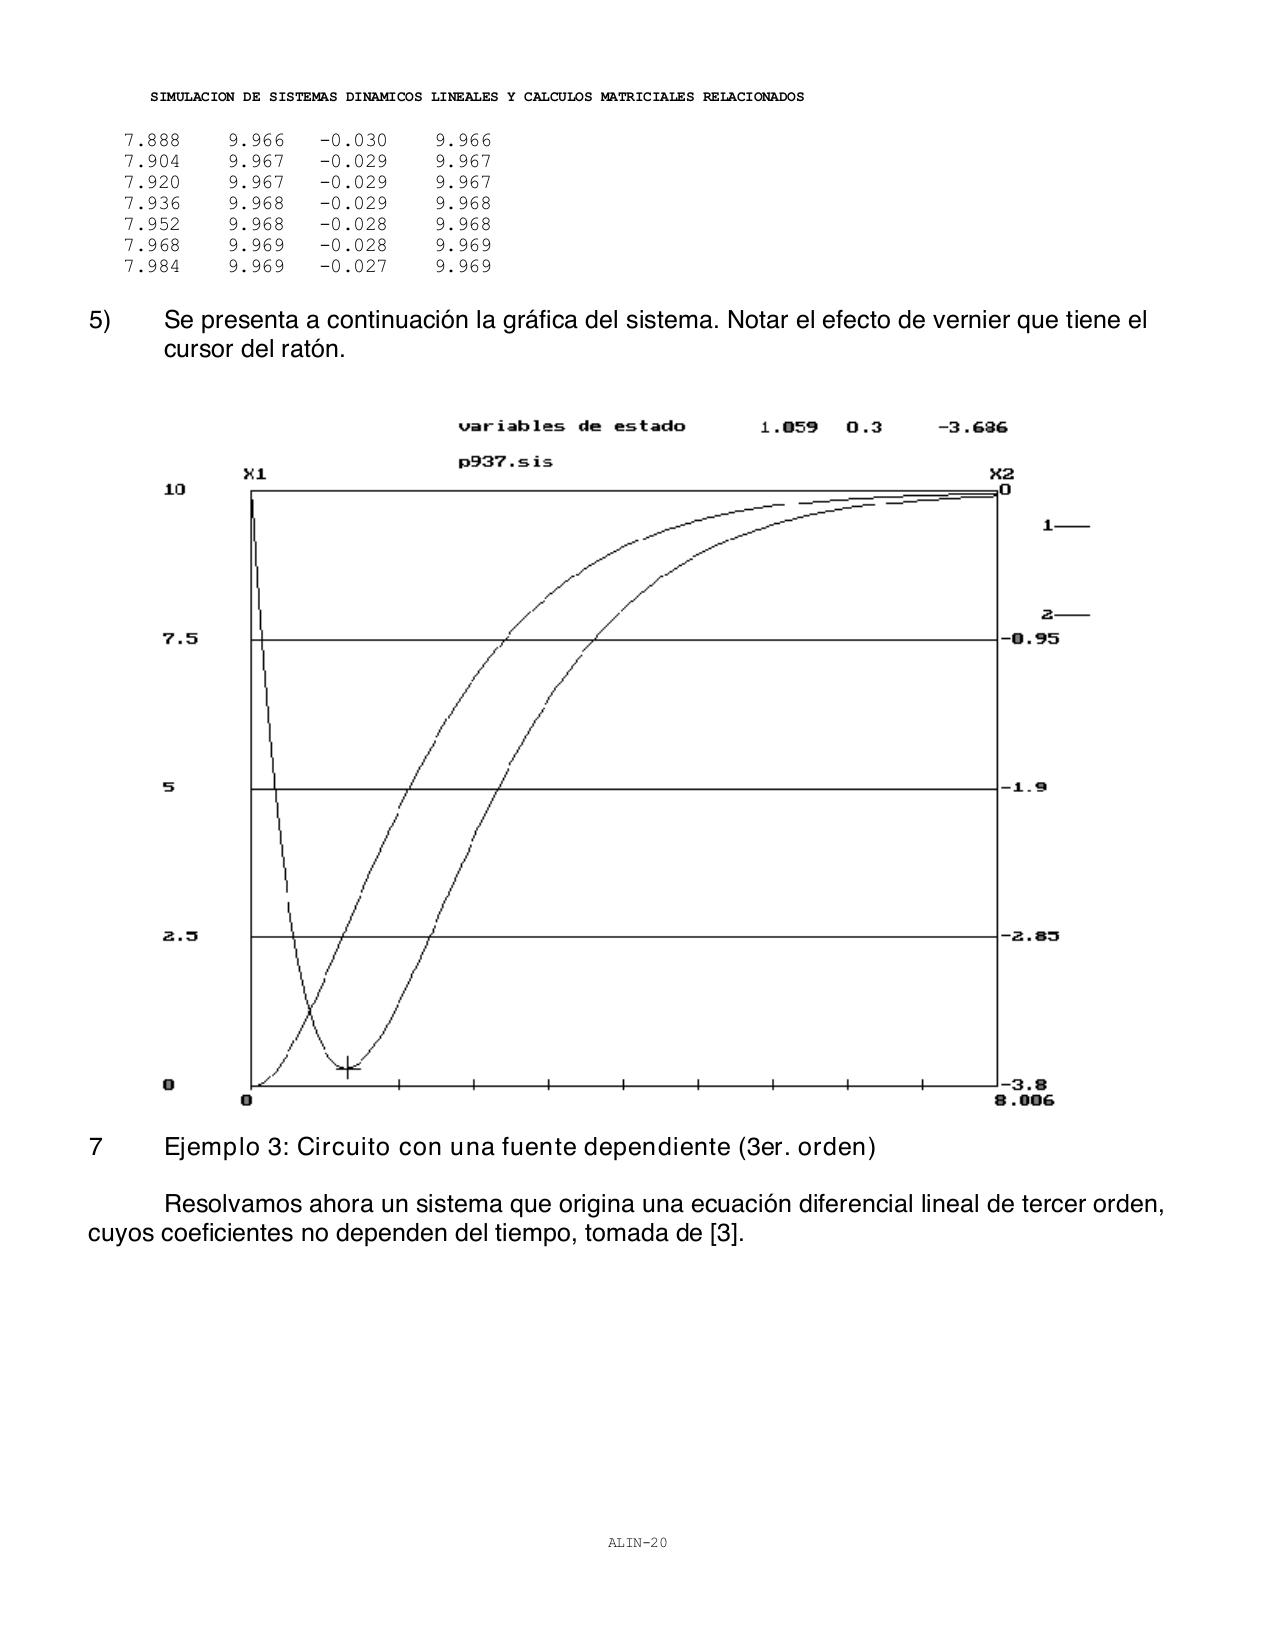 SIMULACION DE SISTEMAS DINAMICOS LINEALES Y CALCULOS MATRICIALES RELACIONADOS
7.888 9.966 -0.030 9.966
7.904 9.967 -0.029 9.967
7.920 9.967 -0.029 9.967
7.936 9.968 -0.029 9.968
7.952 9.968 -0.028 9.968
7.968 9.969 -0.028 9.969
7.984 9.969 -0.027 9.969
5) Se presenta a continuación la gráfica del sistema. Notar el efecto de vernier que tiene el
cursor del ratón.
variables de estado 1.059 0.3 -3.686
p937.sis
X1 X2
10 0
1
2
7.5 -0.95
5 -1.9
2.5 -2.85
0 -3.8
0 8.006
7 Ejemplo 3: Circuito con una fuente dependiente (3er. orden)
Resolvamos ahora un sistema que origina una ecuación diferencial lineal de tercer orden,
cuyos coeficientes no dependen del tiempo, tomada de [3].
ALIN-20